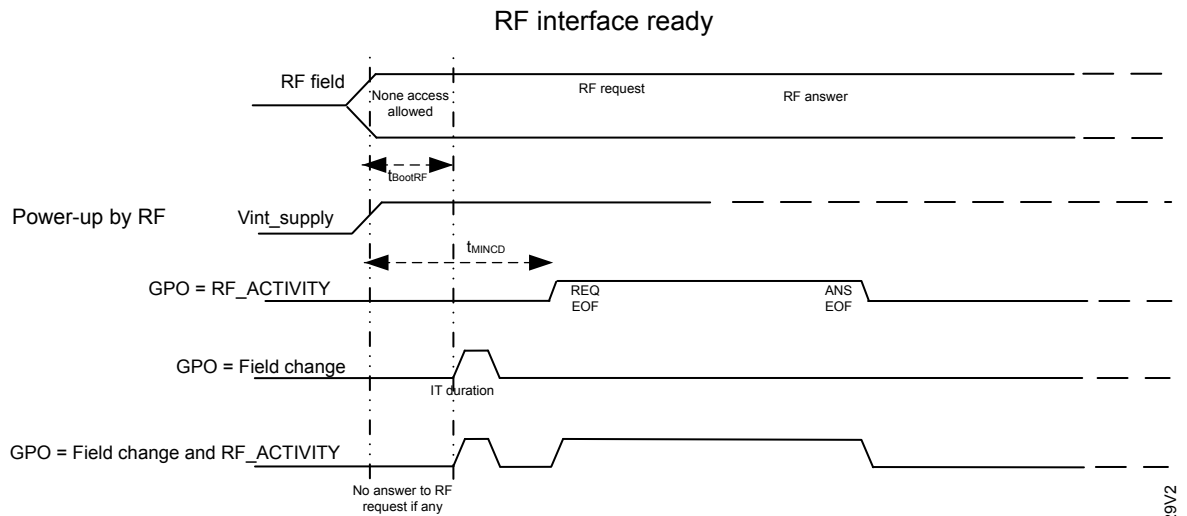 RF interface ready
RF field
None access
allowed
RF request
RF answer
tBootRF
Power-up by RF
Vint_supply
tMINCD
GPO = RF_ACTIVITY
REQ
EOF
ANS
EOF
GPO = Field change
IT duration
GPO = Field change and RF_ACTIVITY
No answer to RF
request if any